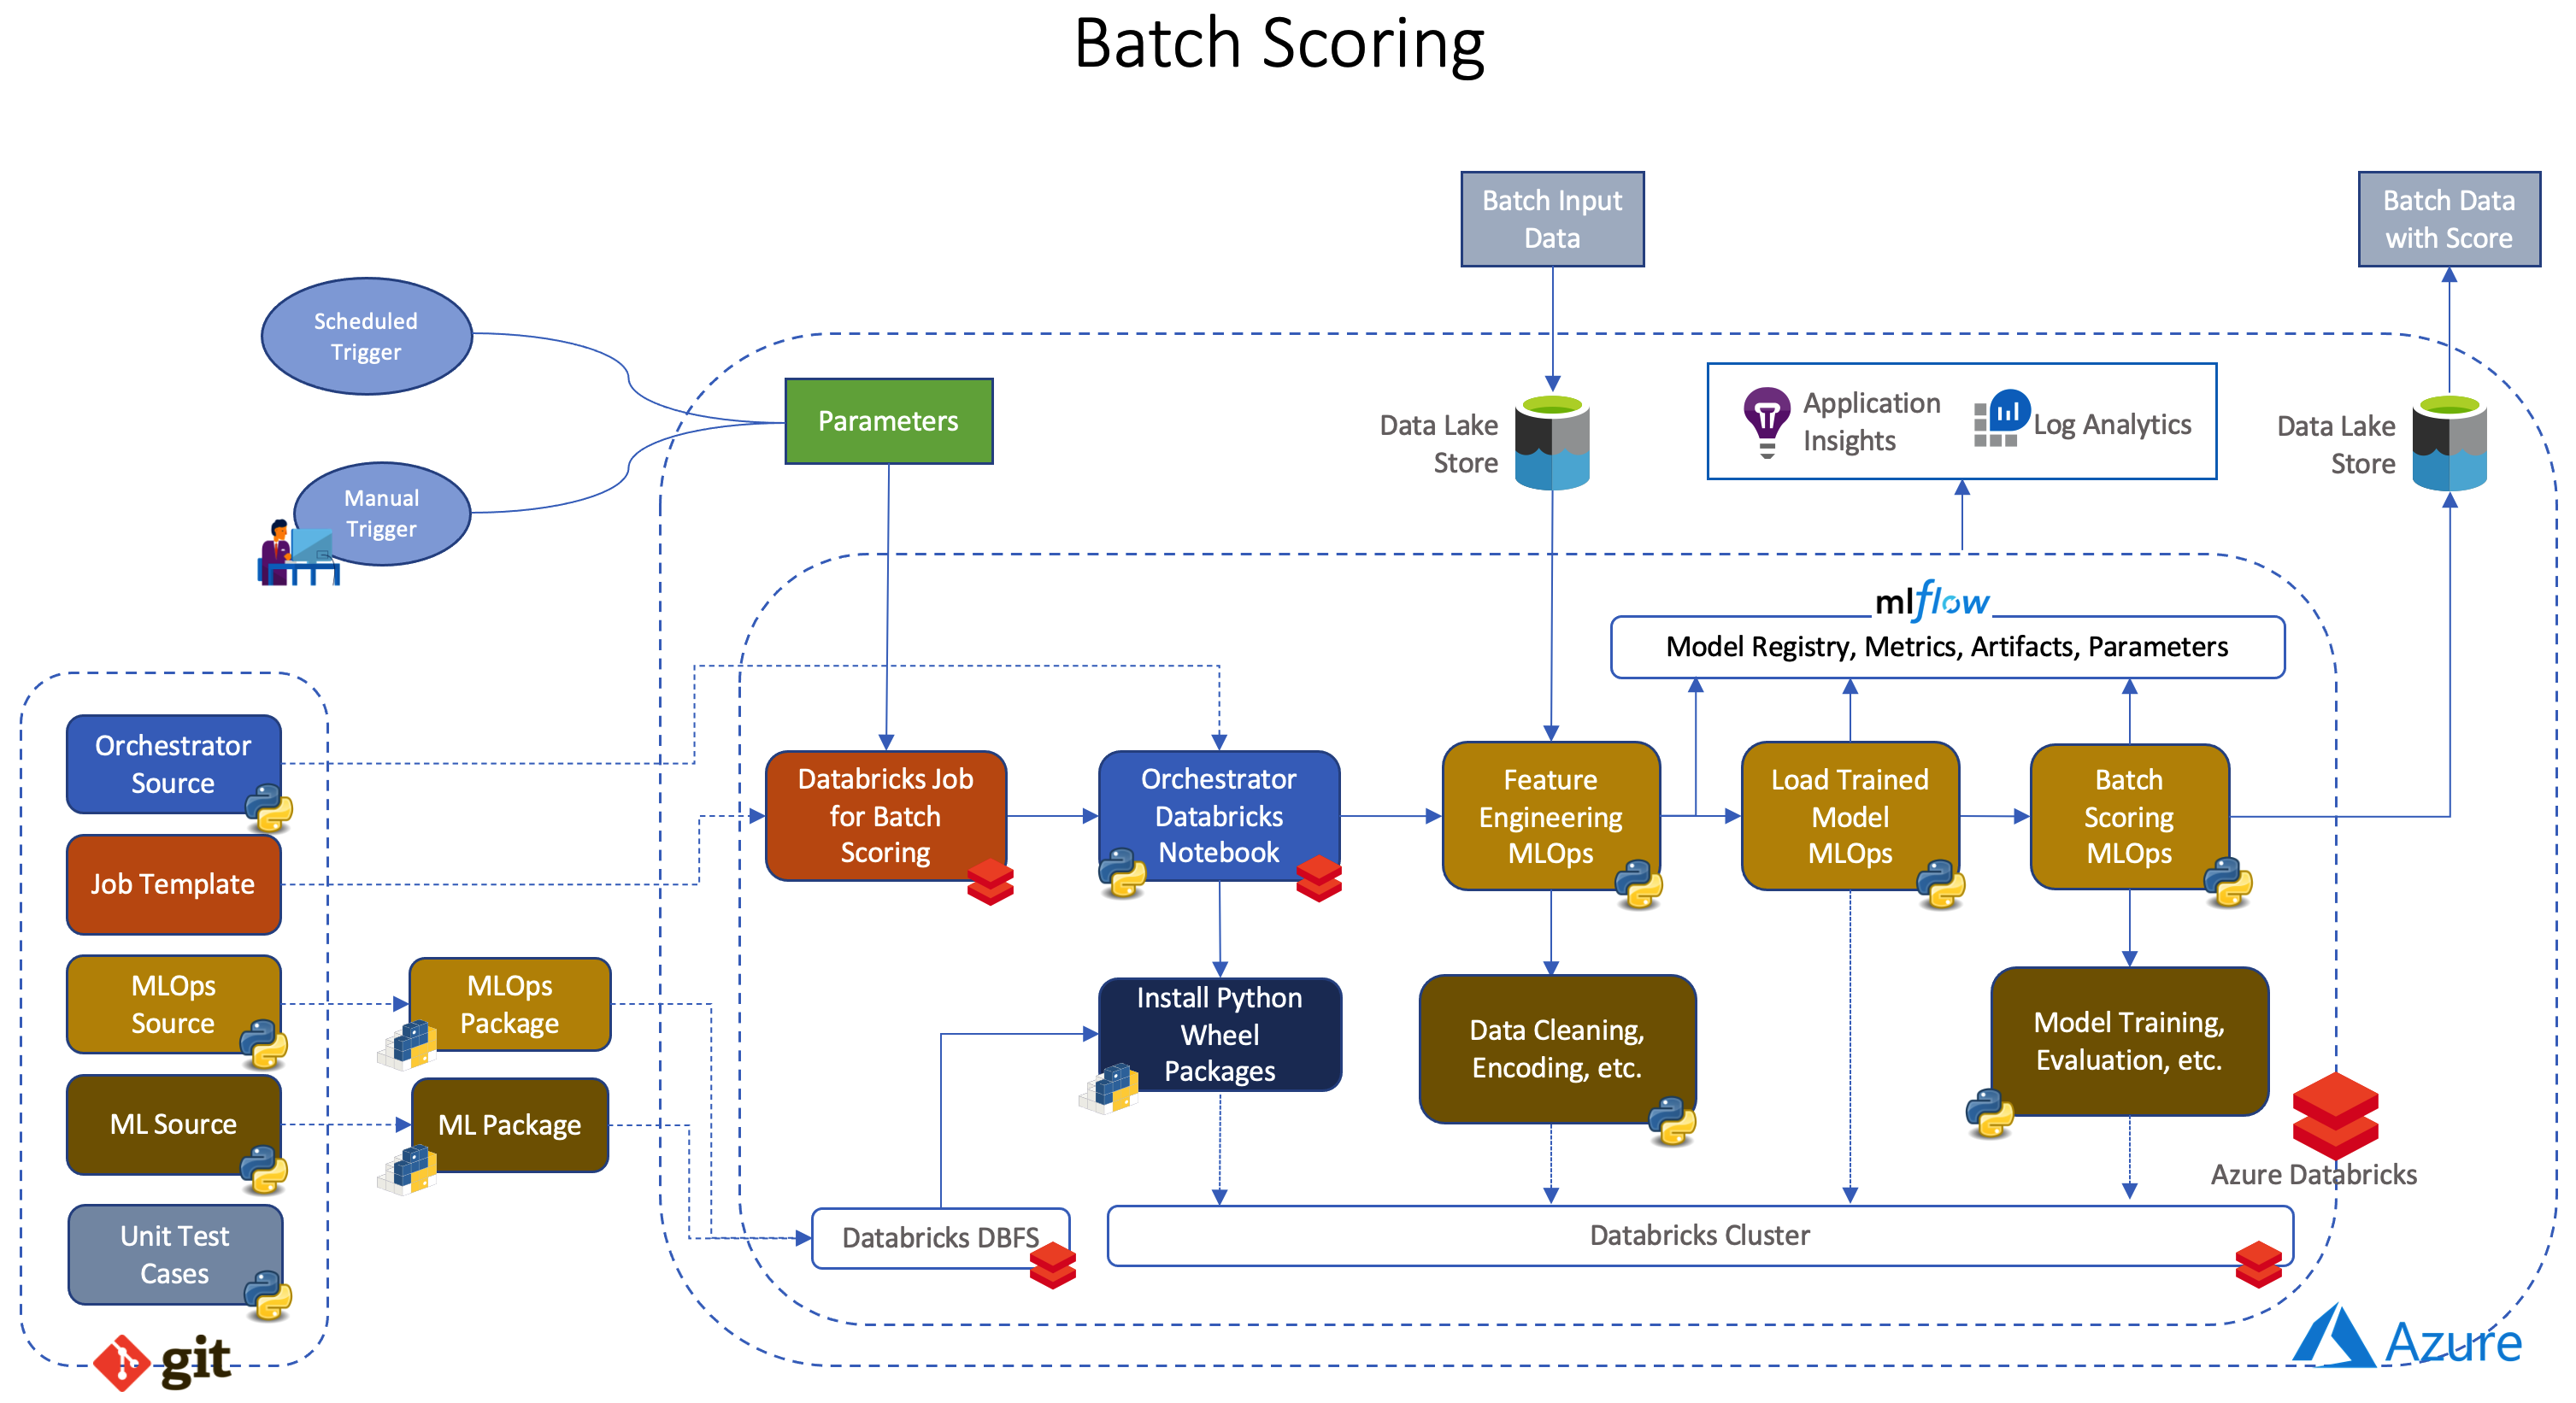 Batch Scoring
Batch Input
Data
Batch Data
with Score
Scheduled
Trigger
Manual
Trigger
Parameters
Data Lake
Store
Application
Insights
Log Analytics
Data Lake
Store
mlflow
Model Registry, Metrics, Artifacts, Parameters
Orchestrator
Source
Job Template
MLOps
Source
ML Source
Unit Test
Cases
git
MLOps
Package
ML Package
Databricks Job
for Batch
Scoring
Orchestrator
Databricks
Notebook
Feature
Engineering
MLOps
Load Trained
Model
MLOps
Batch
Scoring
MLOps
Install Python
Wheel
Packages
Data Cleaning,
Encoding, etc.
Model Training,
Evaluation, etc.
Azure Databricks
Databricks DBFS
Databricks Cluster
Azure